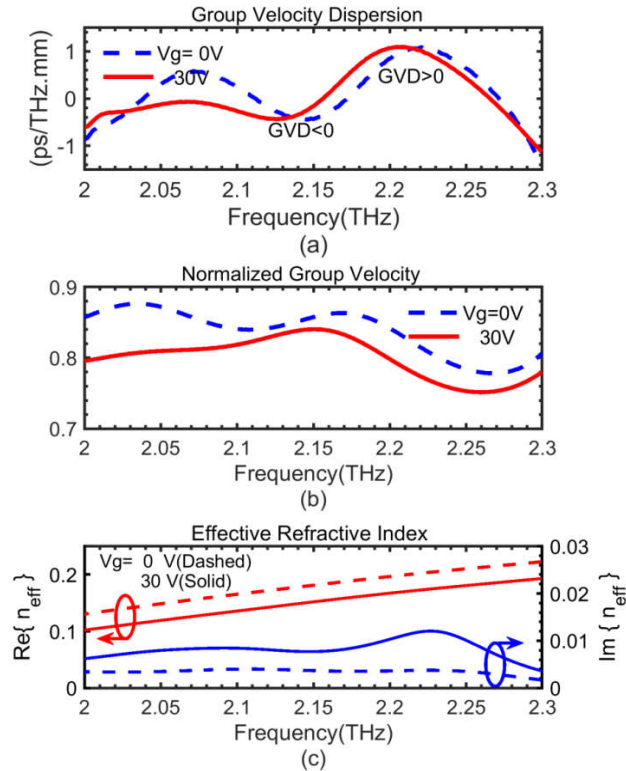 Group Velocity Dispersion
(ps/THz.mm)
1
0
-1
Vg= 0V
30V
GVD>0
GVD<0
2 2.05 2.1 2.15 2.2 2.25 2.3
Frequency(THz)
(a)
Normalized Group Velocity
0.9
0.8
0.7
Vg=0V
30V
2 2.05 2.1 2.15 2.2 2.25 2.3
Frequency(THz)
(b)
Effective Refractive Index
Re{ n_eff }
0.2
0.1
0
Vg= 0 V(Dashed)
30 V(Solid)
0.03
0.02
0.01
0
Im { n_eff }
2 2.05 2.1 2.15 2.2 2.25 2.3
Frequency(THz)
(c)